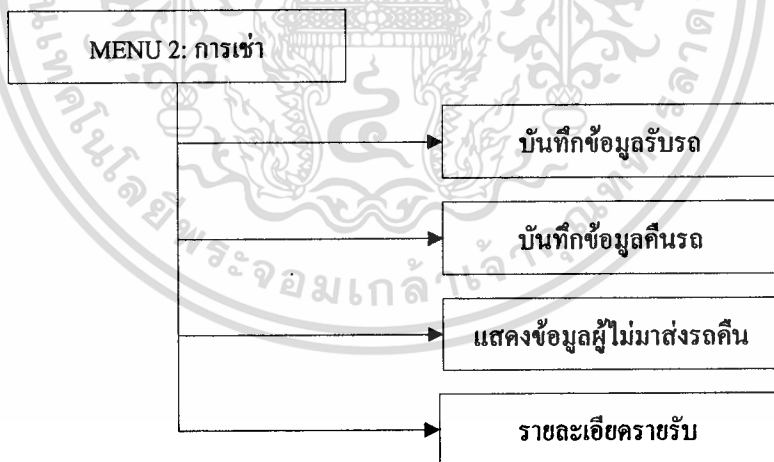 MENU 2: การเช่า
บันทึกข้อมูลรับรถ
บันทึกข้อมูลคืนรถ
แสดงข้อมูลผู้ไม่มาส่งรถคืน
รายละเอียดรายรับ